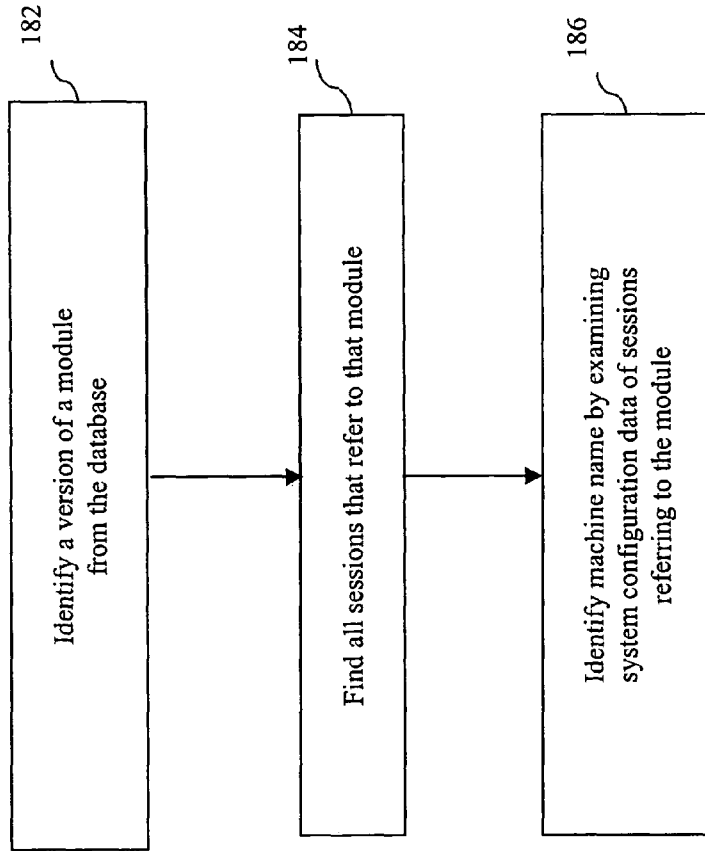 182
Identify a version of a module
from the database
184
Find all sessions that refer to that module
186
Identify machine name by examining
system configuration data of sessions
referring to the module